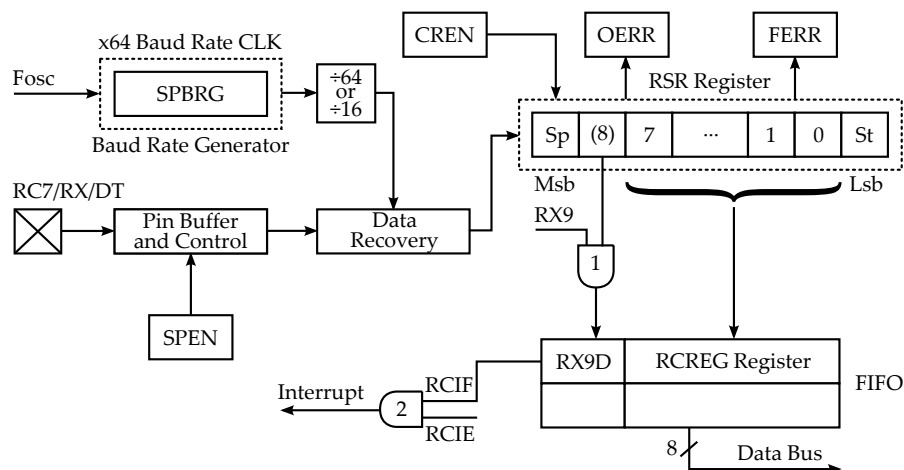 x64 Baud Rate CLK
Fosc
SPBRG
÷64
or
÷16
Baud Rate Generator
CREN
OERR
FERR
RSR Register
Sp
(8)
7
...
1
0
St
Msb
Lsb
RC7/RX/DT
Pin Buffer
and Control
Data
Recovery
RX9
1
SPEN
RX9D
RCREG Register
FIFO
Interrupt
RCIF
2
RCIE
8
Data Bus